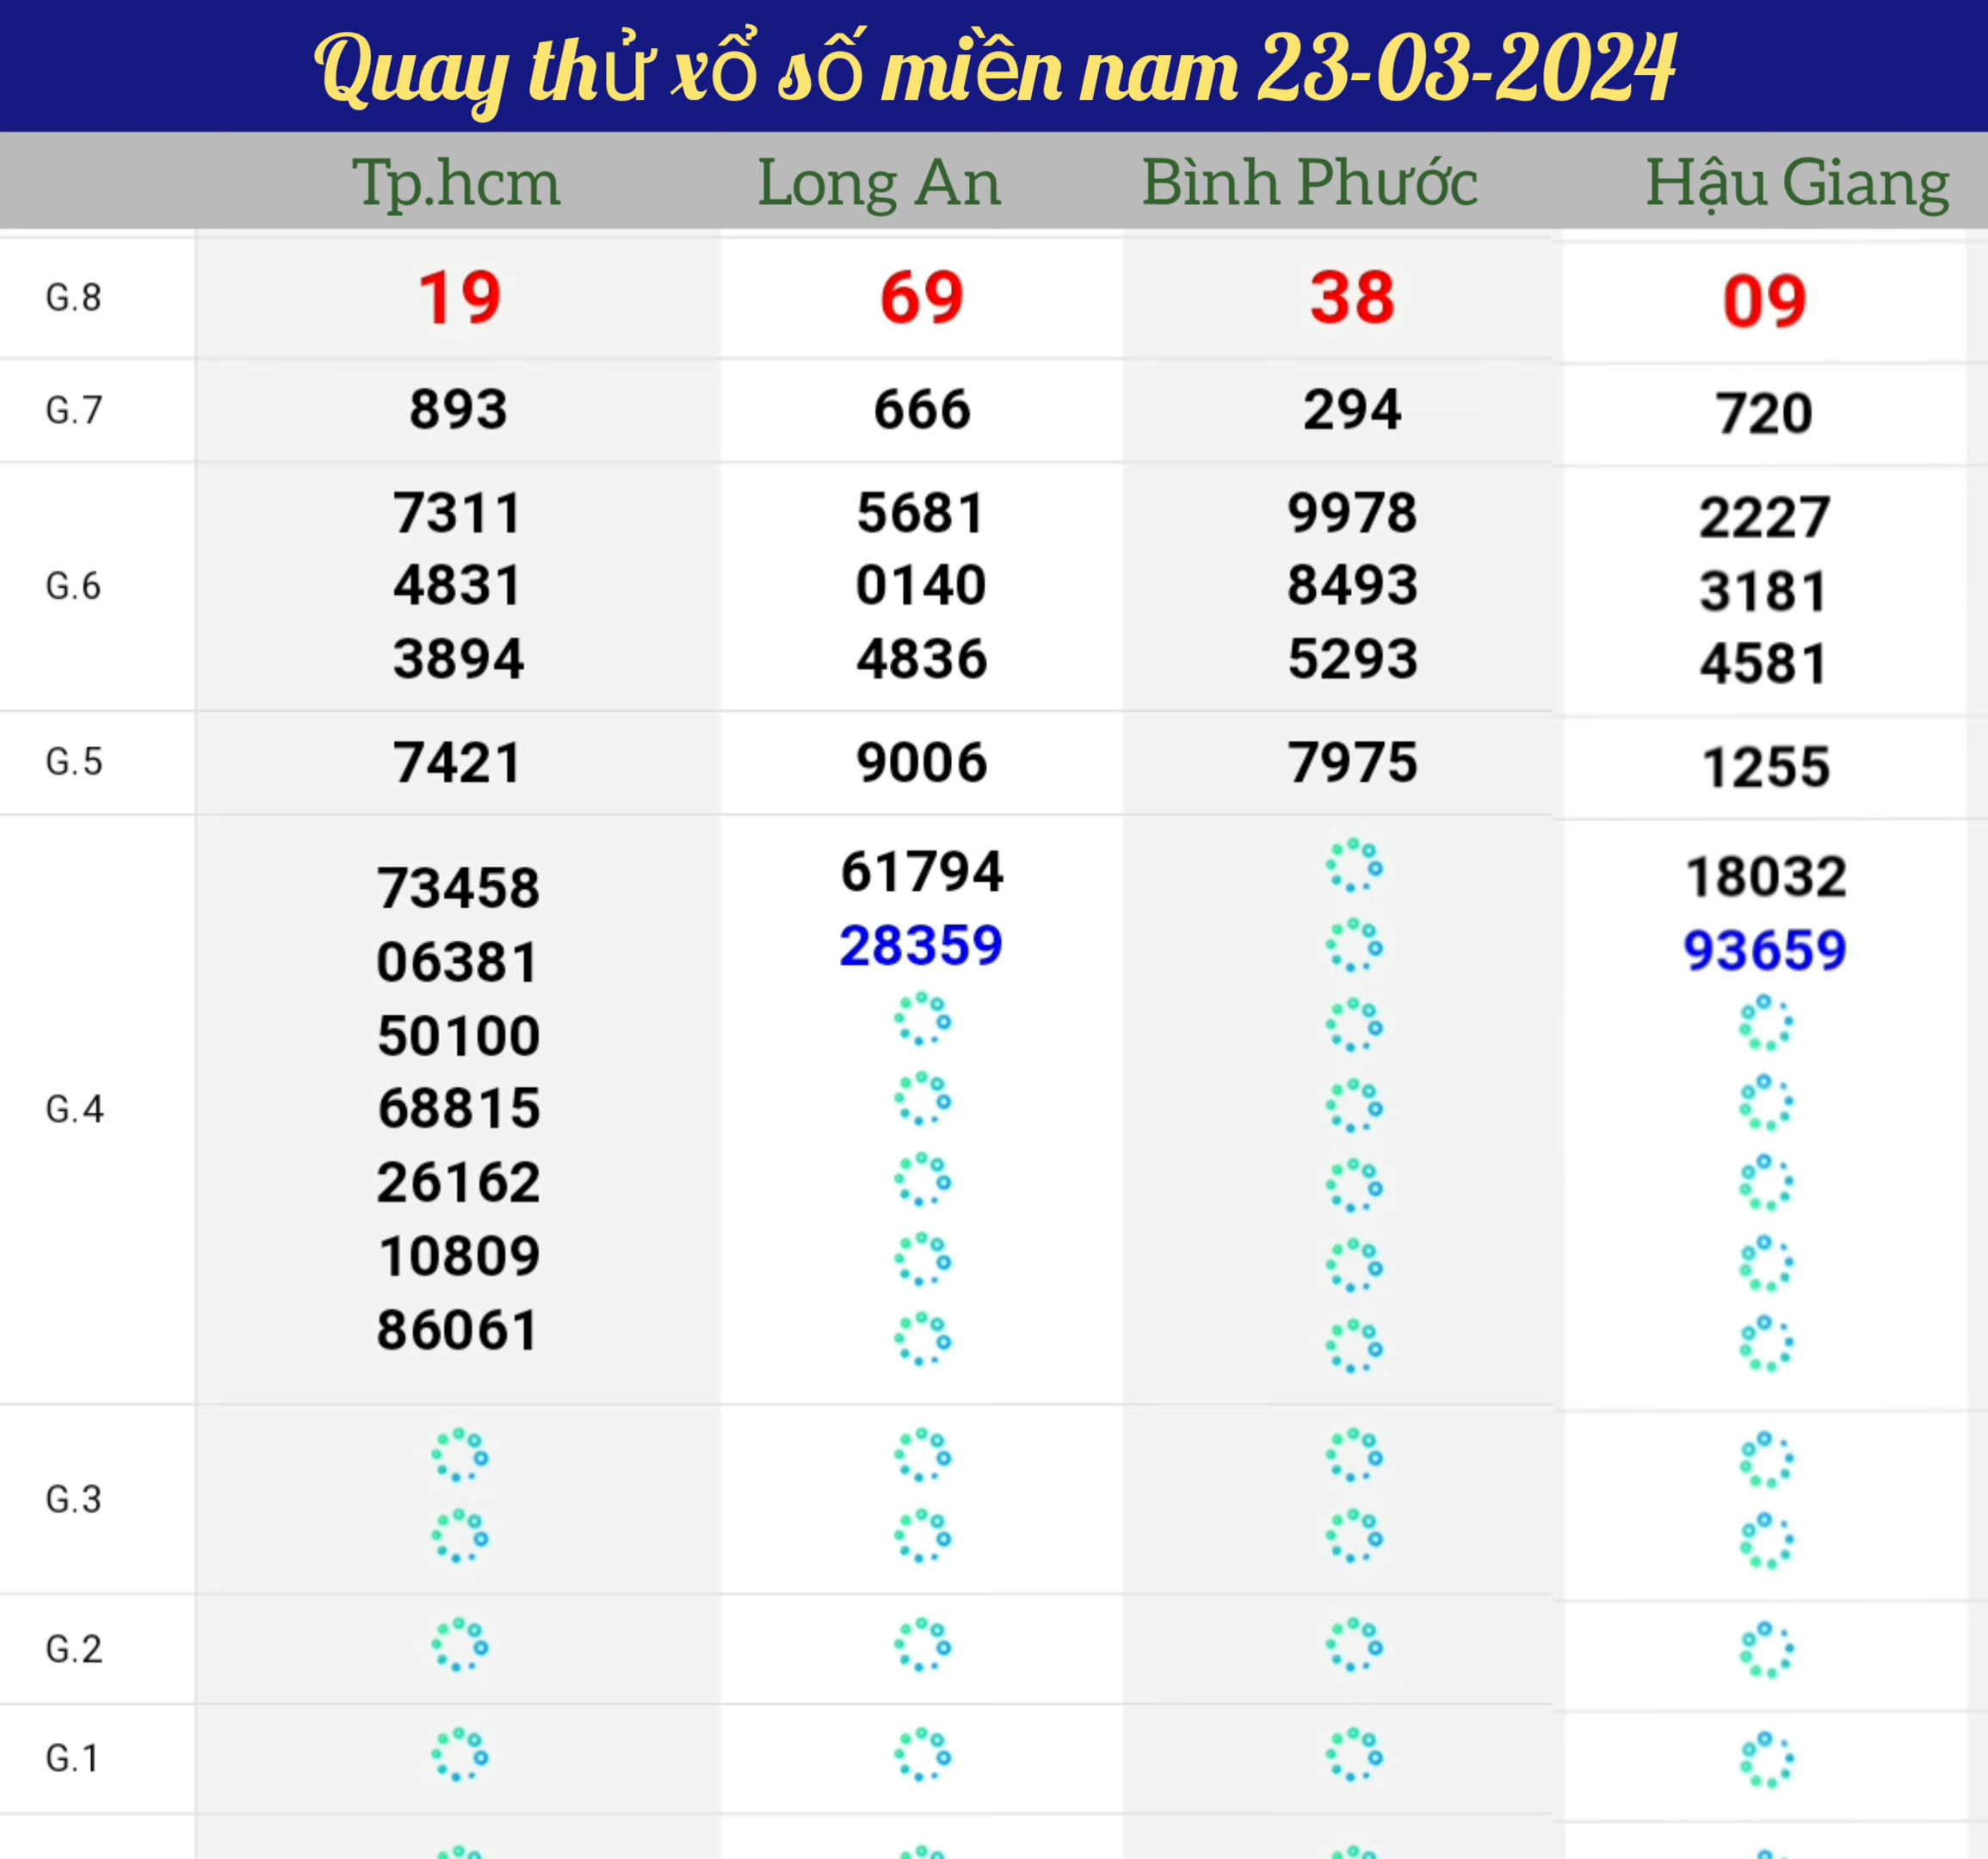 Quay thử xổ số miền nam 23-03-2024
Tp.hcm Long An Bình Phước Hậu Giang
G.8 19 69 38 09
G.7 893 666 294 720
7311 5681 9978 2227
G.6 4831 0140 8493 3181
3894 4836 5293 4581
G.5 7421 9006 7975 1255
73458 61794 18032
06381 28359 93659
50100
G.4 68815
26162
10809
86061
G.3
G.2
G.1